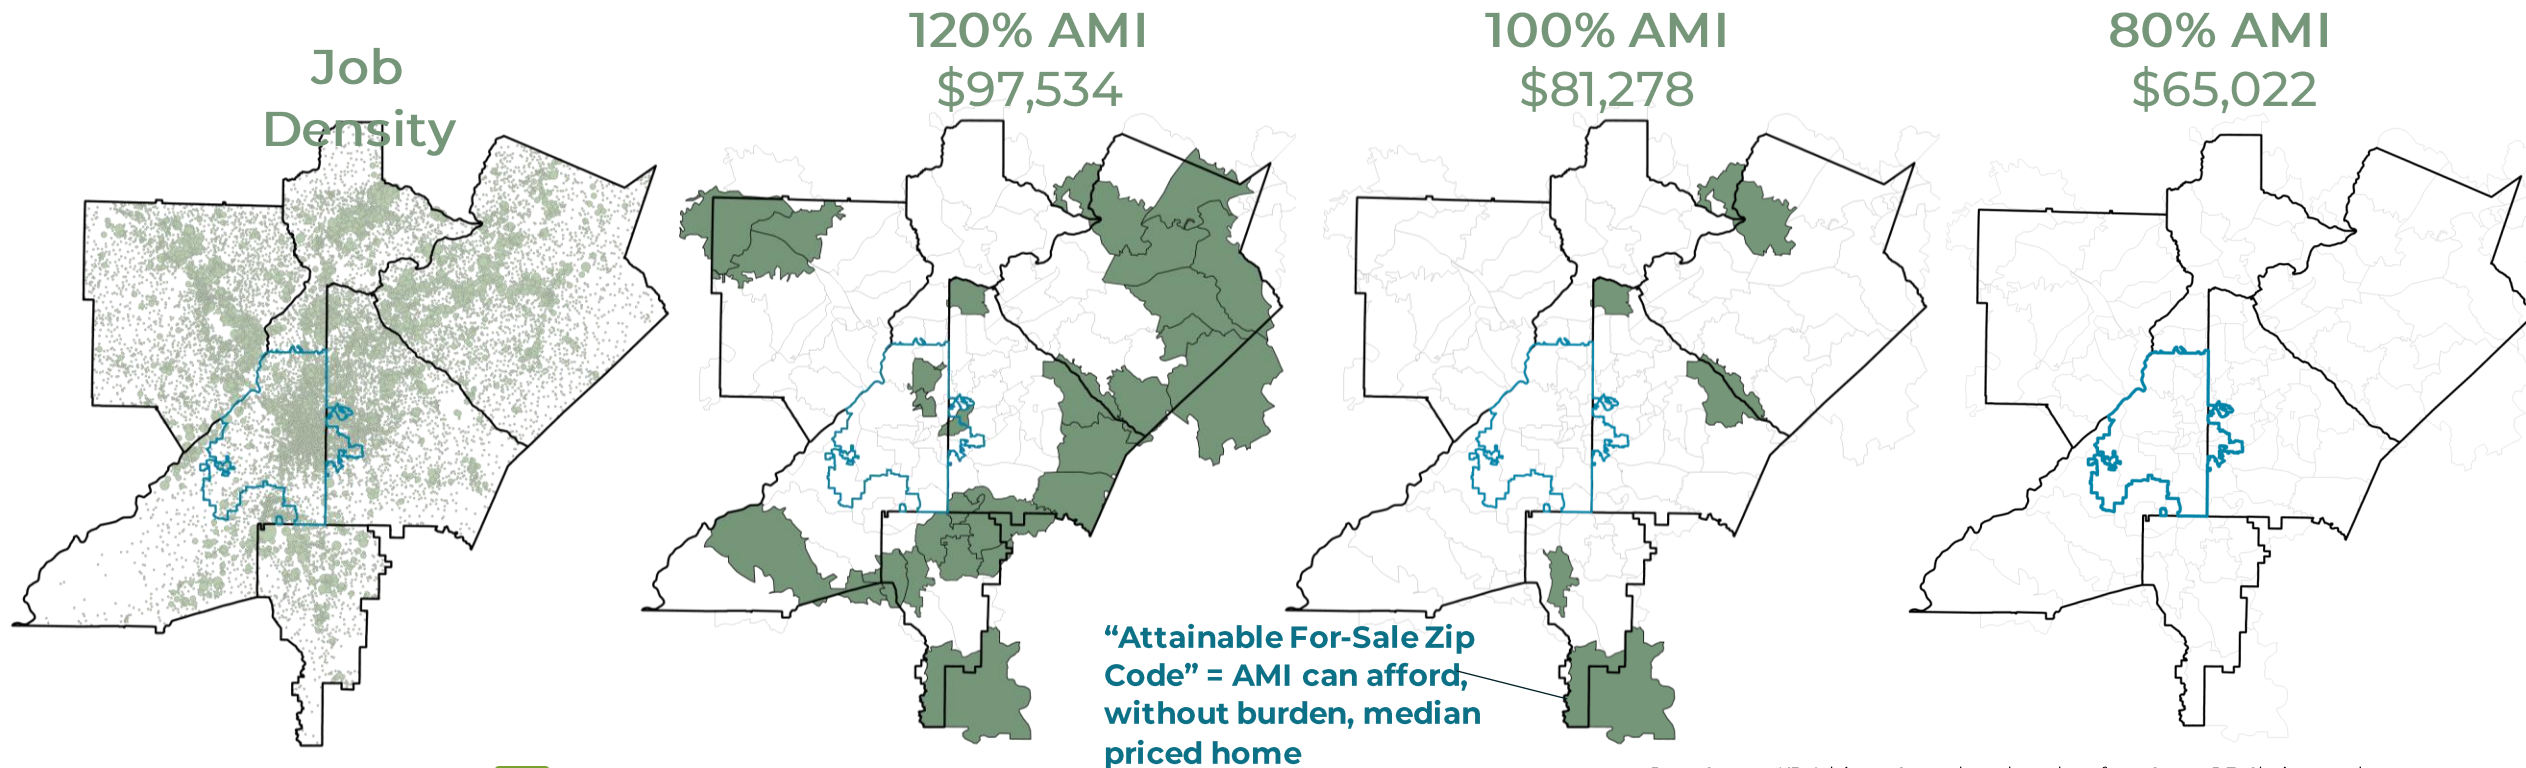 Job
Density
120% AMI
$97,534
100% AMI
$81,278
80% AMI
$65,022
“Attainable For-Sale Zip
Code” = AMI can afford,
without burden, median
priced home